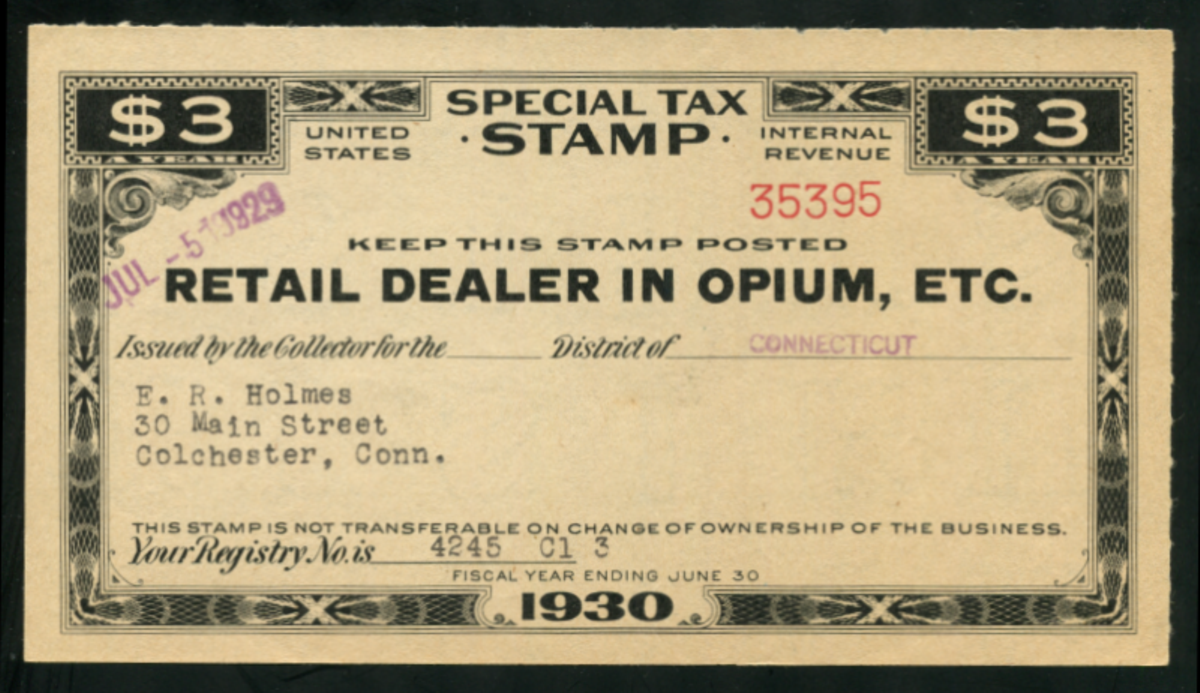 $3 SPECIAL TAX $3
UNITED STATES · STAMP · INTERNAL REVENUE
A YEAR A YEAR
35395
JUL -5 1929
KEEP THIS STAMP POSTED
RETAIL DEALER IN OPIUM, ETC.
Issued by the Collector for the ______ District of CONNECTICUT
E. R. Holmes
30 Main Street
Colchester, Conn.
THIS STAMP IS NOT TRANSFERABLE ON CHANGE OF OWNERSHIP OF THE BUSINESS.
Your Registry No. is 4245 Cl 3
FISCAL YEAR ENDING JUNE 30
1930